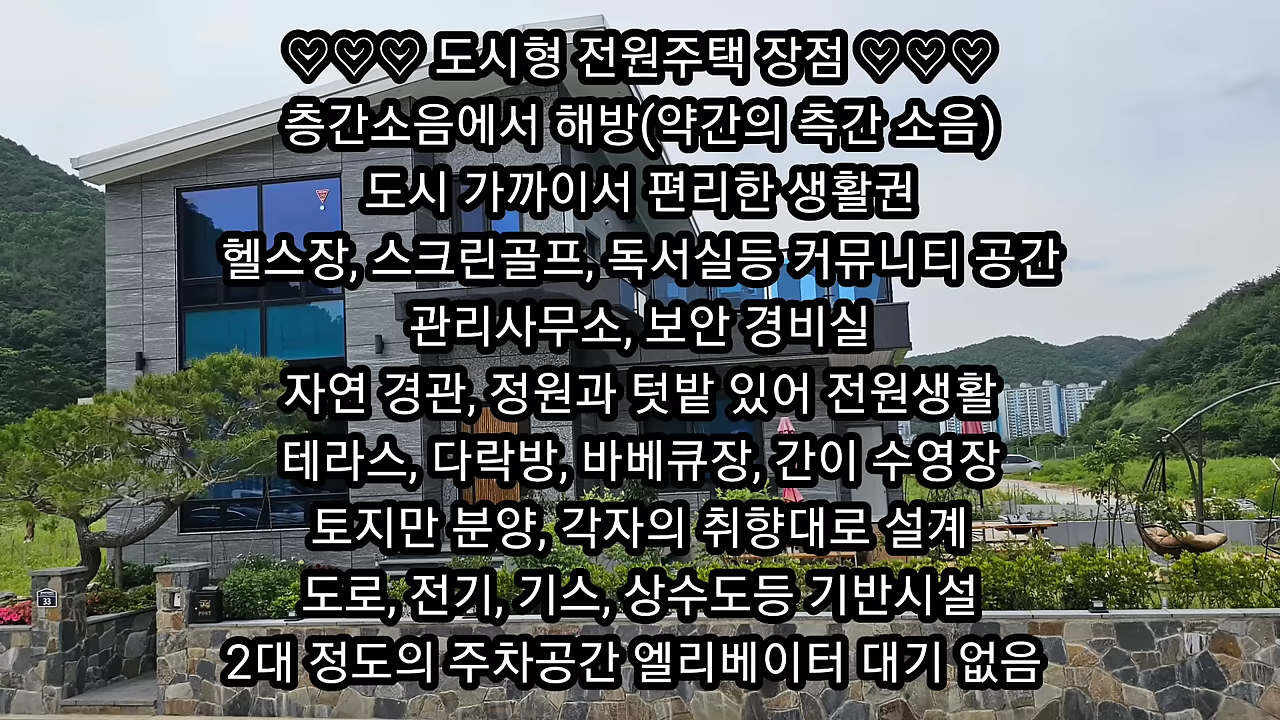 ♡♡♡ 도시형 전원주택 장점 ♡♡♡
층간소음에서 해방(약간의 측간 소음)
도시 가까이서 편리한 생활권
헬스장, 스크린골프, 독서실등 커뮤니티 공간
관리사무소, 보안 경비실
자연 경관, 정원과 텃밭 있어 전원생활
테라스, 다락방, 바베큐장, 간이 수영장
토지만 분양, 각자의 취향대로 설계
도로, 전기, 기스, 상수도등 기반시설
2대 정도의 주차공간 엘리베이터 대기 없음
33